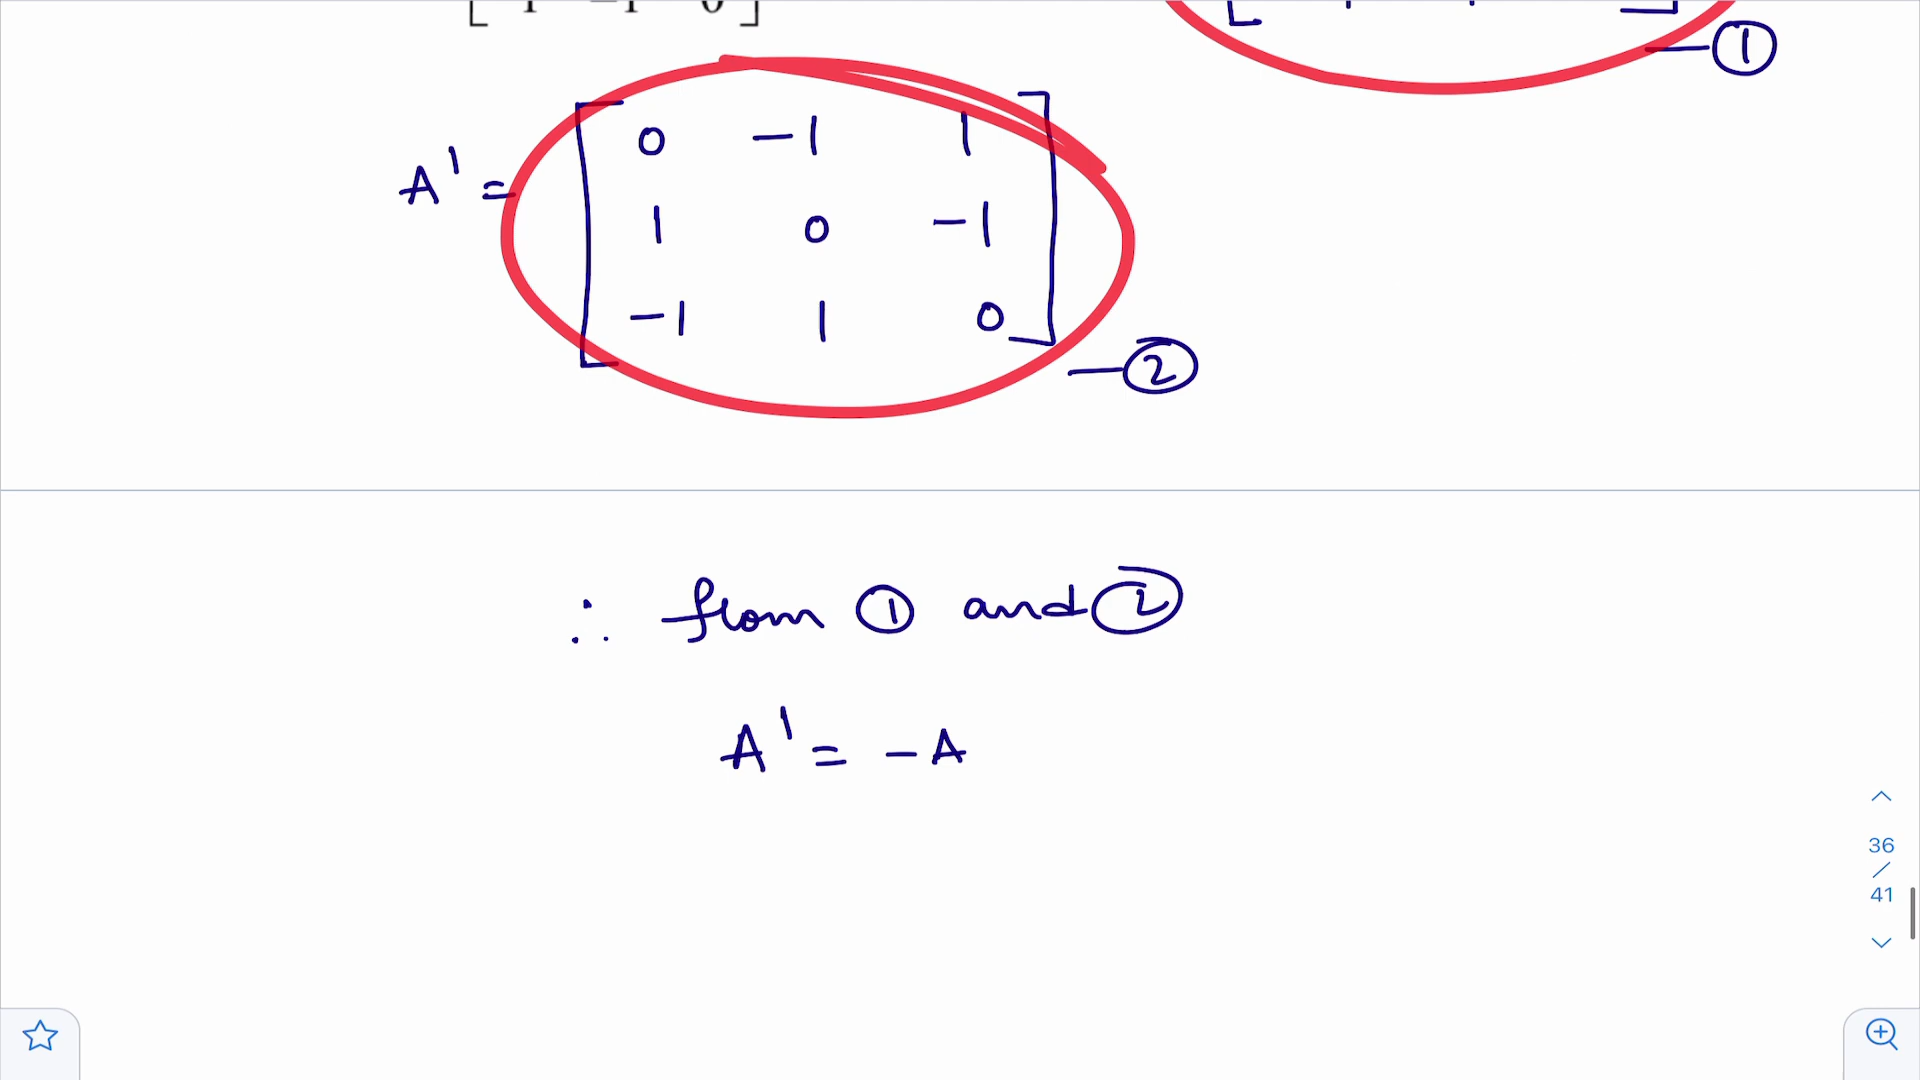 ①
0 -1 1
A' = 1 0 -1
-1 1 0
②
∴ from ① and ②
A' = -A
36
/
41